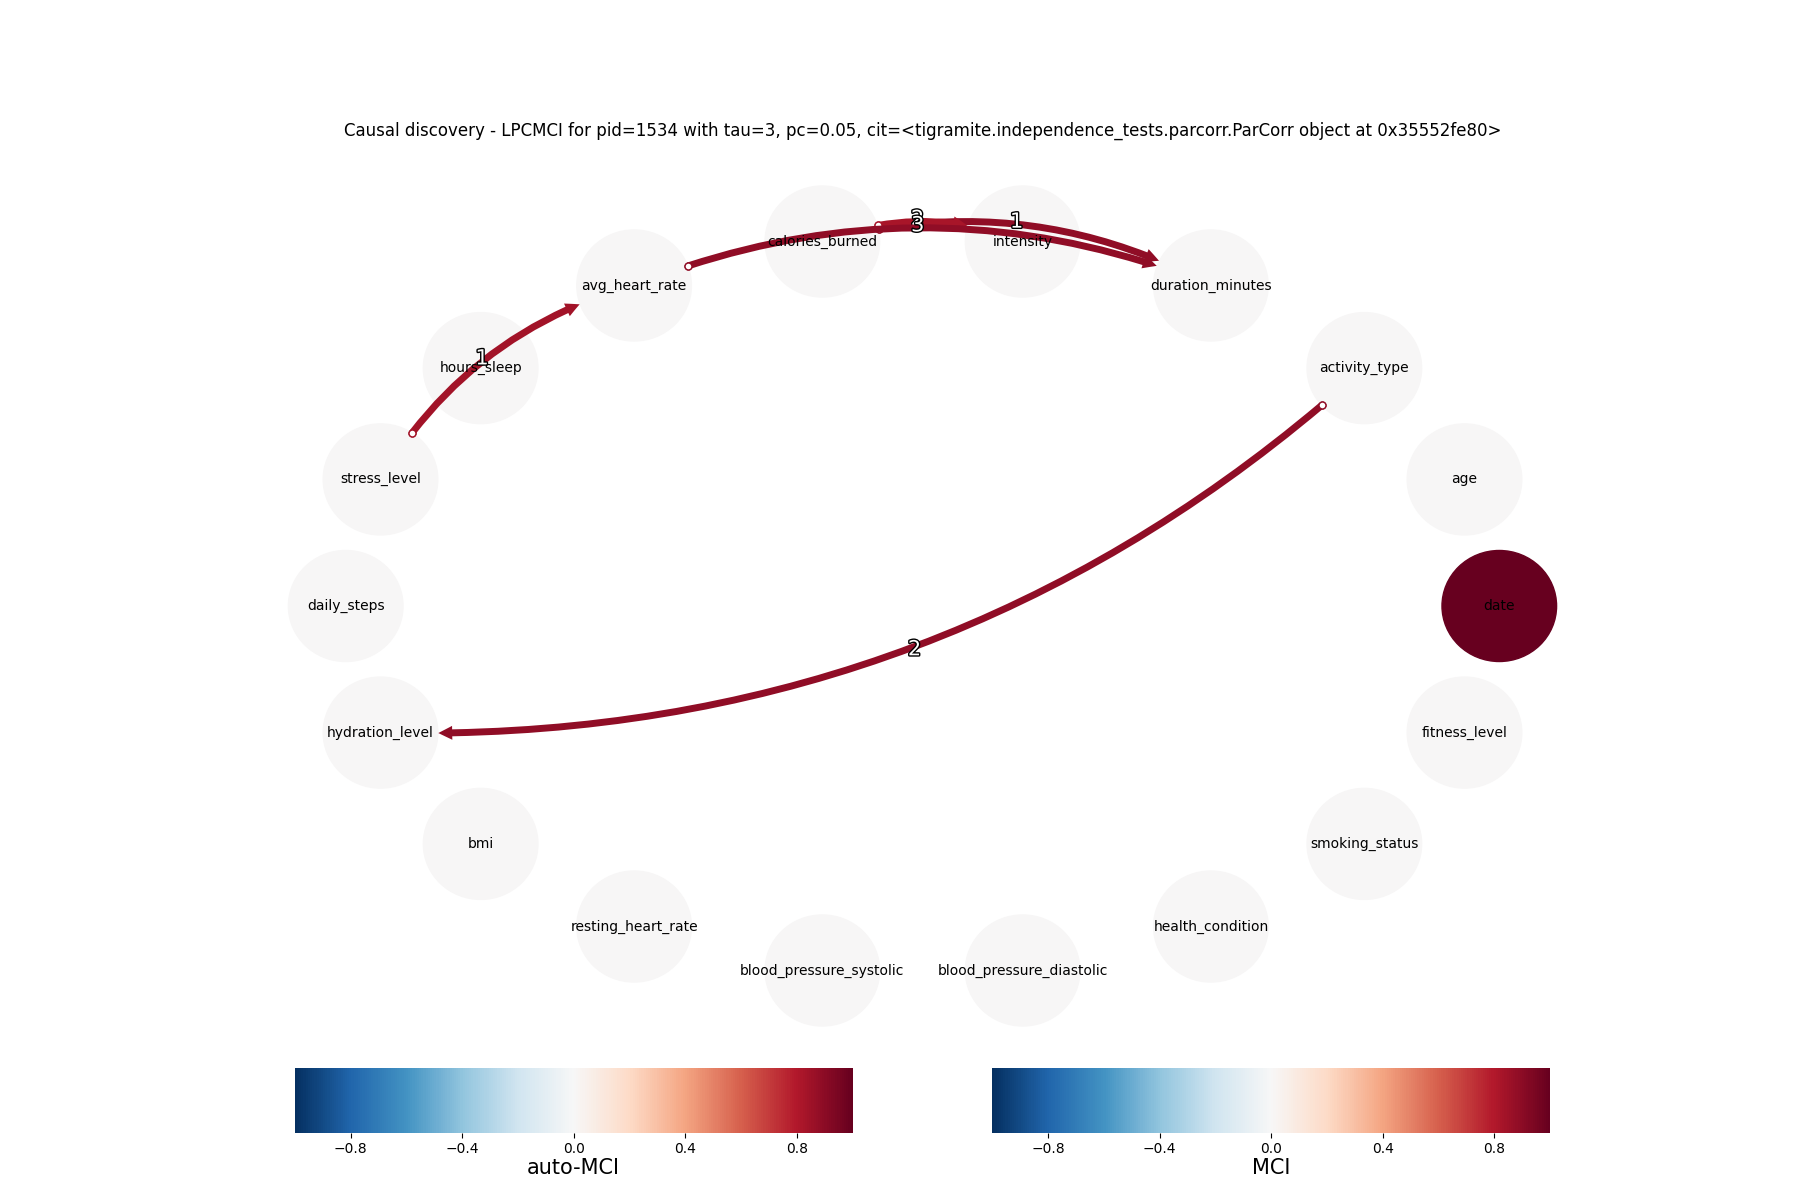 Causal discovery - LPCMCI for pid=1534 with tau=3, pc=0.05, cit=<tigramite.independence_tests.parcorr.ParCorr object at 0x35552fe80>
3
1
calories_burned
intensity
avg_heart_rate
duration_minutes
1
hours_sleep
activity_type
stress_level
age
daily_steps
date
2
hydration_level
fitness_level
bmi
smoking_status
resting_heart_rate
health_condition
blood_pressure_systolic
blood_pressure_diastolic
−0.8 −0.4 0.0 0.4 0.8
auto-MCI
−0.8 −0.4 0.0 0.4 0.8
MCI